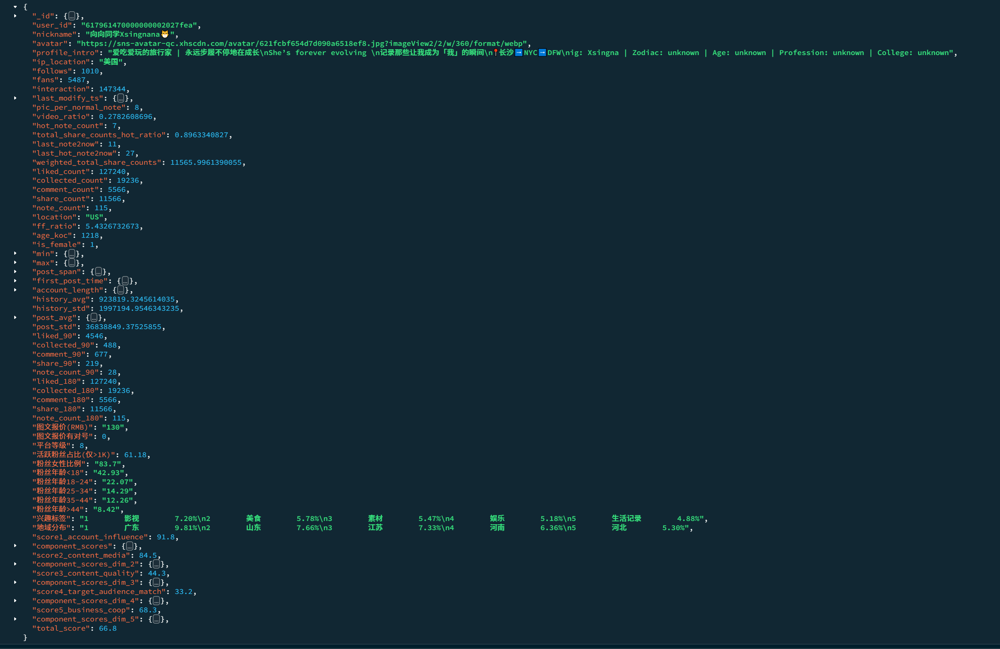 {
"_id": {…},
"user_id": "617961470000000002027fea",
"nickname": "向向同学Xsingnana🐱",
"avatar": "https://sns-avatar-qc.xhscdn.com/avatar/621fcbf654d7d090a6518ef8.jpg?imageView2/2/w/360/format/webp",
"profile_intro": "爱吃爱玩的旅行家 | 永远步履不停地在成长\nShe’s forever evolving \n记录那些让我成为「我」的瞬间\n📍长沙➡️NYC➡️DFW\nig: Xsingna | Zodiac: unknown | Age: unknown | Profession: unknown | College: unknown",
"ip_location": "美国",
"follows": 1010,
"fans": 5487,
"interaction": 147344,
"last_modify_ts": {…},
"pic_per_normal_note": 8,
"video_ratio": 0.2782608696,
"hot_note_count": 7,
"total_share_counts_hot_ratio": 0.8963340827,
"last_note2now": 11,
"last_hot_note2now": 27,
"weighted_total_share_counts": 11565.9961390055,
"liked_count": 127240,
"collected_count": 19236,
"comment_count": 5566,
"share_count": 11566,
"note_count": 115,
"location": "US",
"ff_ratio": 5.4326732673,
"age_koc": 1218,
"is_female": 1,
"min": {…},
"max": {…},
"post_span": {…},
"first_post_time": {…},
"account_length": {…},
"history_avg": 923819.3245614035,
"history_std": 1997194.9546343235,
"post_avg": {…},
"post_std": 36838849.37525855,
"liked_90": 4546,
"collected_90": 488,
"comment_90": 677,
"share_90": 219,
"note_count_90": 28,
"liked_180": 127240,
"collected_180": 19236,
"comment_180": 5566,
"share_180": 11566,
"note_count_180": 115,
"图文报价(RMB)": "130",
"图文报价有对号": 0,
"平台等级": 8,
"活跃粉丝占比(仅>1K)": 61.18,
"粉丝女性比例": "83.7",
"粉丝年龄<18": "42.93",
"粉丝年龄18-24": "22.07",
"粉丝年龄25-34": "14.29",
"粉丝年龄35-44": "12.26",
"粉丝年龄>44": "8.42",
"兴趣标签": "1 影视 7.20%\n2 美食 5.78%\n3 素材 5.47%\n4 娱乐 5.18%\n5 生活记录 4.88%",
"地域分布": "1 广东 9.81%\n2 山东 7.66%\n3 江苏 7.33%\n4 河南 6.36%\n5 河北 5.30%",
"score1_account_influence": 91.8,
"component_scores": {…},
"score2_content_media": 84.5,
"component_scores_dim_2": {…},
"score3_content_quality": 44.3,
"component_scores_dim_3": {…},
"score4_target_audience_match": 33.2,
"component_scores_dim_4": {…},
"score5_business_coop": 68.3,
"component_scores_dim_5": {…},
"total_score": 66.8
}